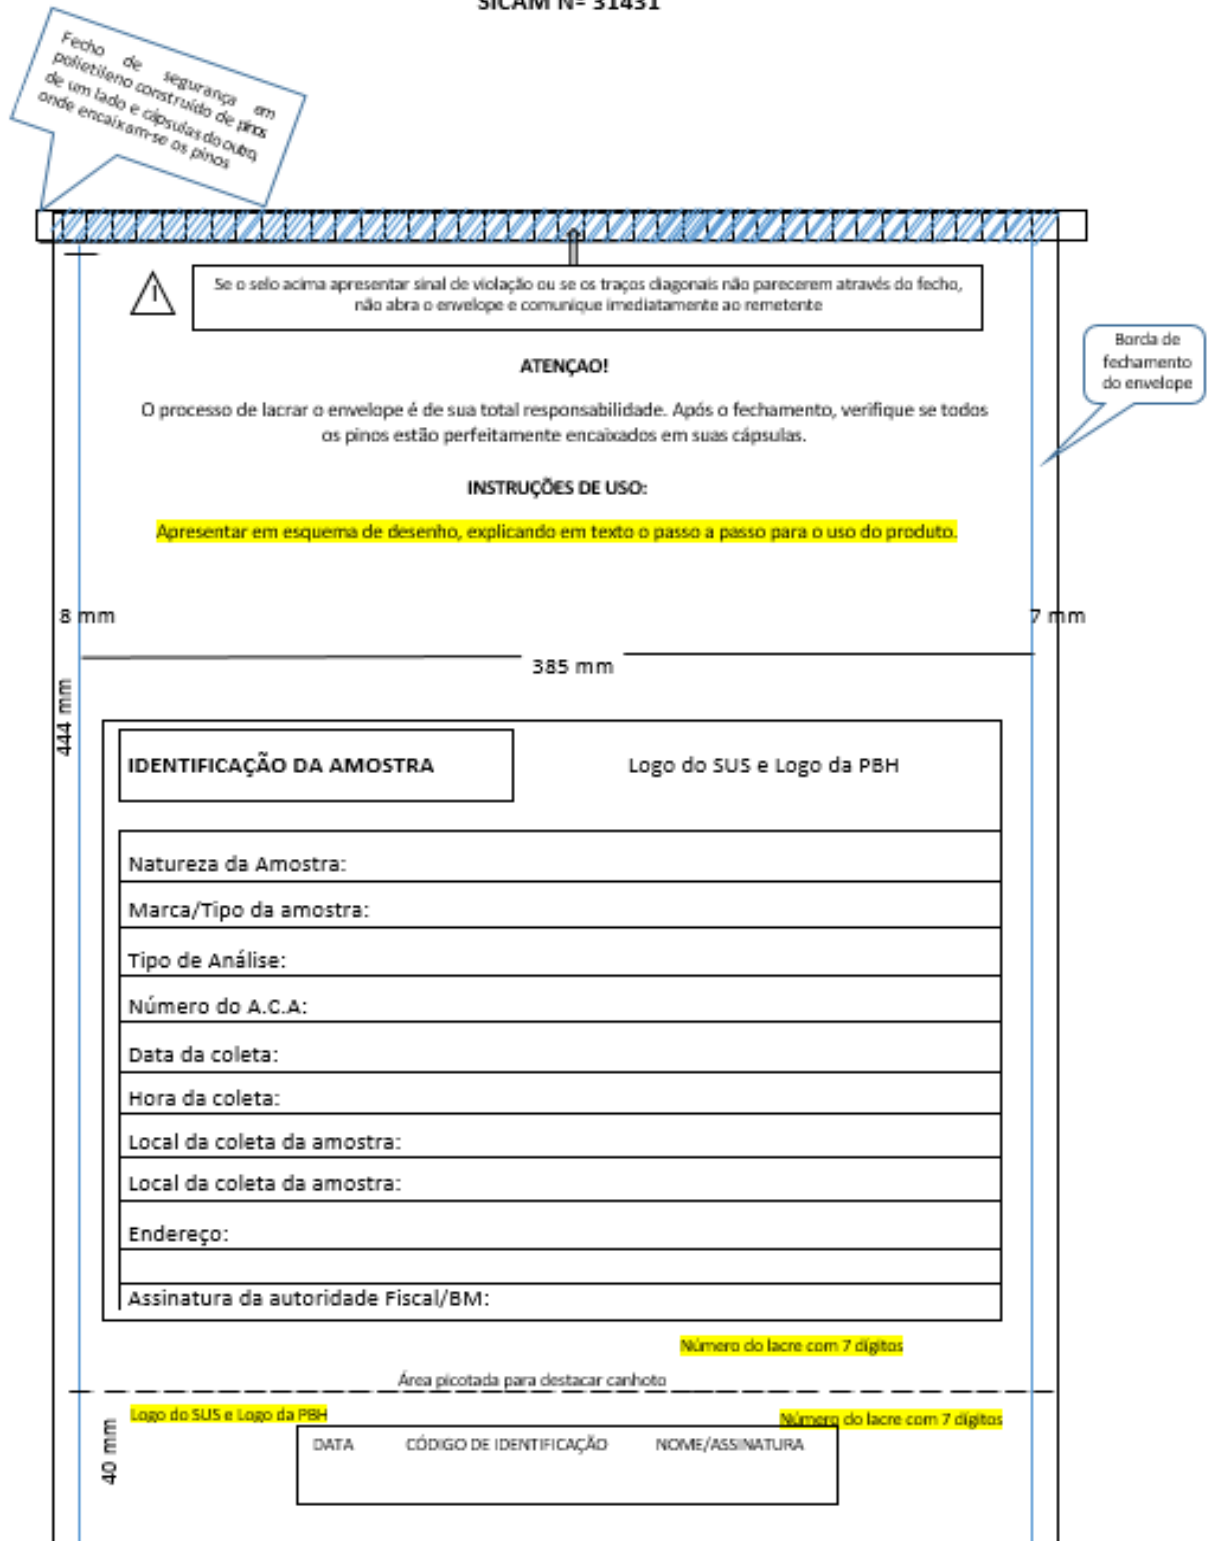 SICAM Nº 31431
Fecho de segurança em
polietileno construído de pinos
de um lado e cápsulas do outro,
onde encaixam-se os pinos
Se o selo acima apresentar sinal de violação ou se os traços diagonais não parecerem através do fecho,
não abra o envelope e comunique imediatamente ao remetente
Borda de
fechamento
do envelope
ATENÇAO!
O processo de lacrar o envelope é de sua total responsabilidade. Após o fechamento, verifique se todos
os pinos estão perfeitamente encaixados em suas cápsulas.
INSTRUÇÕES DE USO:
Apresentar em esquema de desenho, explicando em texto o passo a passo para o uso do produto.
8 mm
7 mm
385 mm
444 mm
IDENTIFICAÇÃO DA AMOSTRA
Logo do SUS e Logo da PBH
Natureza da Amostra:
Marca/Tipo da amostra:
Tipo de Análise:
Número do A.C.A:
Data da coleta:
Hora da coleta:
Local da coleta da amostra:
Local da coleta da amostra:
Endereço:
Assinatura da autoridade Fiscal/BM:
Número do lacre com 7 dígitos
Área picotada para destacar canhoto
Logo do SUS e Logo da PBH
Número do lacre com 7 dígitos
40 mm
DATA CÓDIGO DE IDENTIFICAÇÃO NOME/ASSINATURA